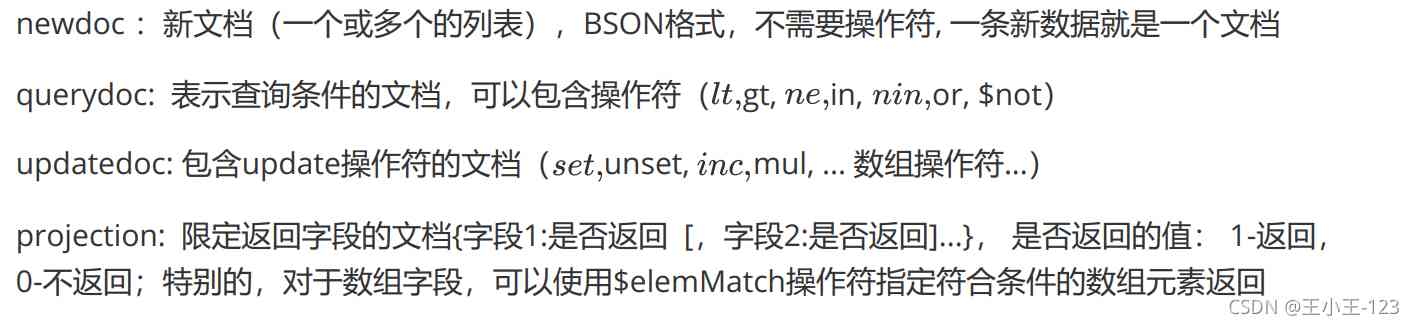 newdoc ：新文档（一个或多个的列表），BSON格式，不需要操作符, 一条新数据就是一个文档
querydoc: 表示查询条件的文档，可以包含操作符（lt,gt, ne,in, nin,or, $not）
updatedoc: 包含update操作符的文档（set,unset, inc,mul, ... 数组操作符...）
projection: 限定返回字段的文档{字段1:是否返回 [，字段2:是否返回]...}， 是否返回的值： 1-返回，
0-不返回；特别的，对于数组字段，可以使用$elemMatch操作符指定符合条件的数组元素返回
CSDN @王小王-123